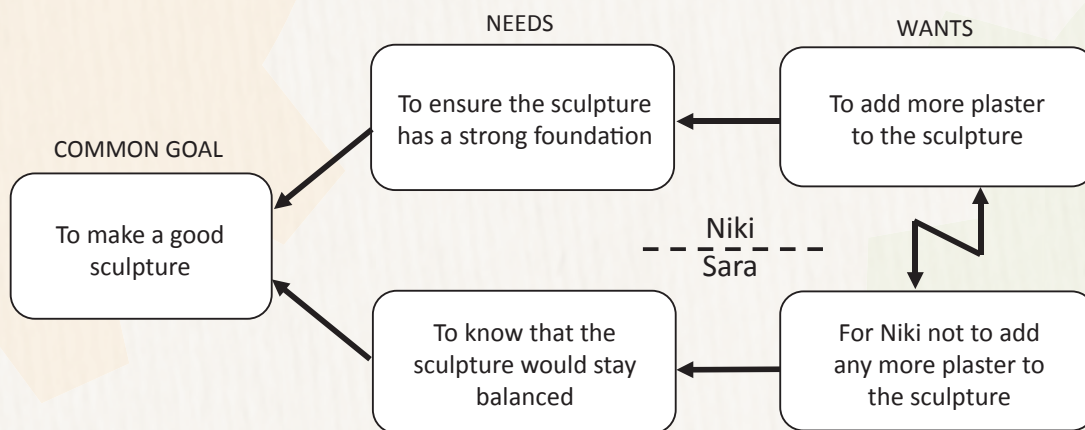 NEEDS
WANTS
To ensure the sculpture
has a strong foundation
To add more plaster
to the sculpture
COMMON GOAL
To make a good
sculpture
Niki
Sara
To know that the
sculpture would stay
balanced
For Niki not to add
any more plaster to
the sculpture